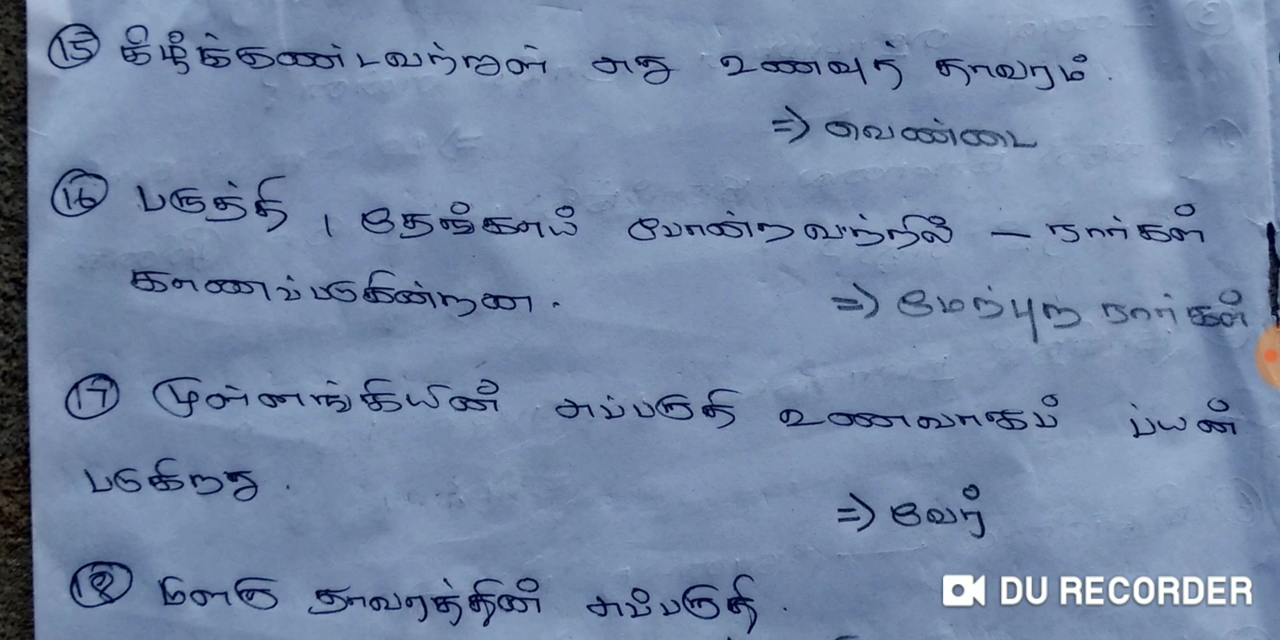 15 கீழ்க்கண்டவற்றுள் எது உணவுத் தாவரம்.
=> வெண்டை
16 பருத்தி, தேங்காய் போன்றவற்றில் – நார்கள்
காணப்படுகின்றன.
=> மேற்புற நார்கள்
17 முள்ளங்கியின் எப்பகுதி உணவாகப் பயன்
படுகிறது.
=> வேர்
18 மிளகு தாவரத்தின் எப்பகுதி.
DU RECORDER